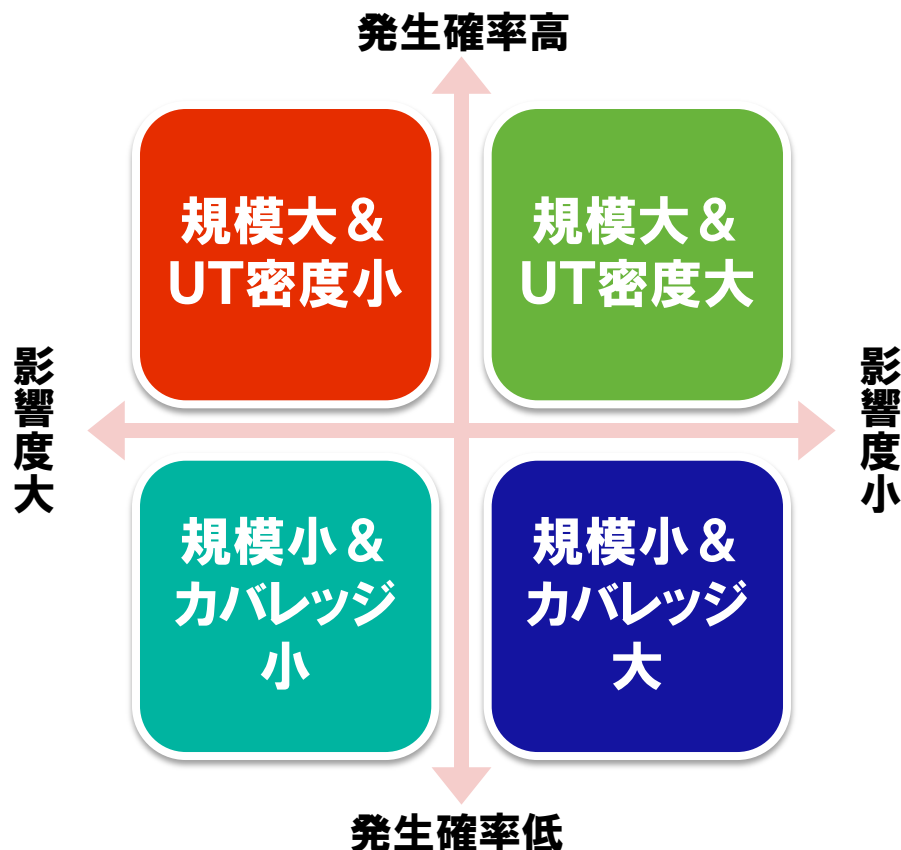 発生確率高
規模大&
UT密度小
規模大&
UT密度大
影響度大
影響度小
規模小&
カバレッジ
小
規模小&
カバレッジ
大
発生確率低